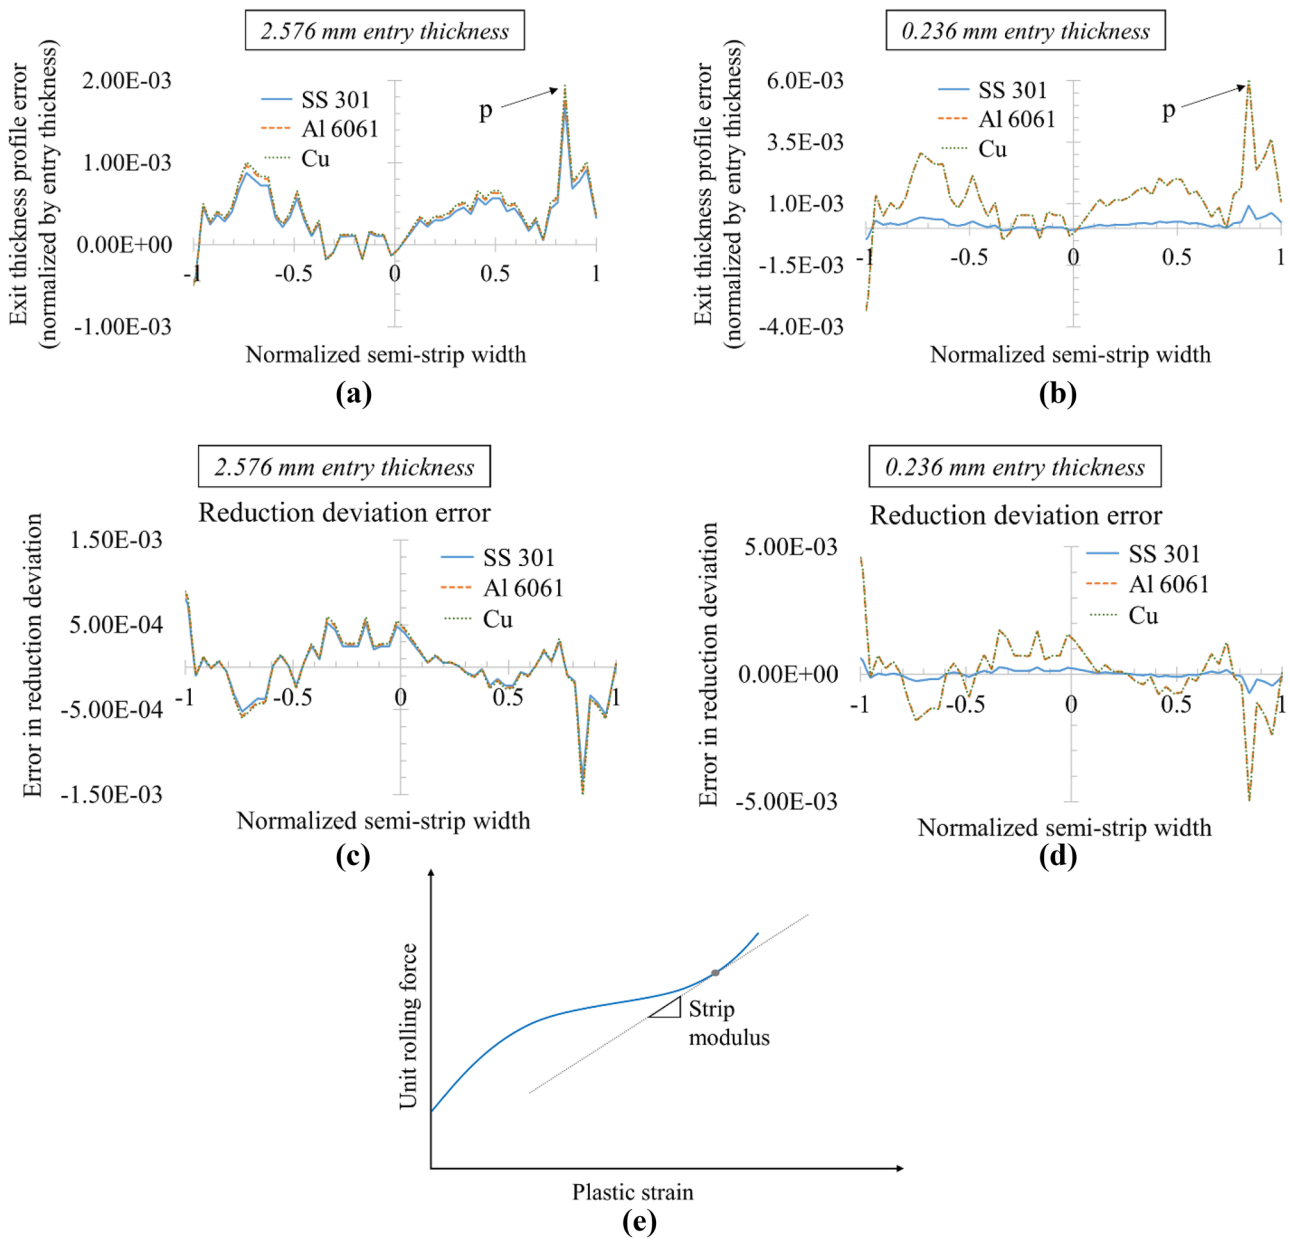 2.576 mm entry thickness
Exit thickness profile error
(normalized by entry thickness)
2.00E-03
1.00E-03
0.00E+00
-1.00E-03
SS 301
Al 6061
Cu
p
-1
-0.5
0
0.5
1
Normalized semi-strip width
(a)
0.236 mm entry thickness
Exit thickness profile error
(normalized by entry thickness)
6.0E-03
3.5E-03
1.0E-03
-1.5E-03
-4.0E-03
SS 301
Al 6061
Cu
p
-1
-0.5
0
0.5
1
Normalized semi-strip width
(b)
2.576 mm entry thickness
Reduction deviation error
Error in reduction deviation
1.50E-03
5.00E-04
-5.00E-04
-1.50E-03
SS 301
Al 6061
Cu
-1
-0.5
0
0.5
1
Normalized semi-strip width
(c)
0.236 mm entry thickness
Reduction deviation error
Error in reduction deviation
5.00E-03
0.00E+00
-5.00E-03
SS 301
Al 6061
Cu
-1
-0.5
0
0.5
1
Normalized semi-strip width
(d)
Unit rolling force
Strip
modulus
Plastic strain
(e)